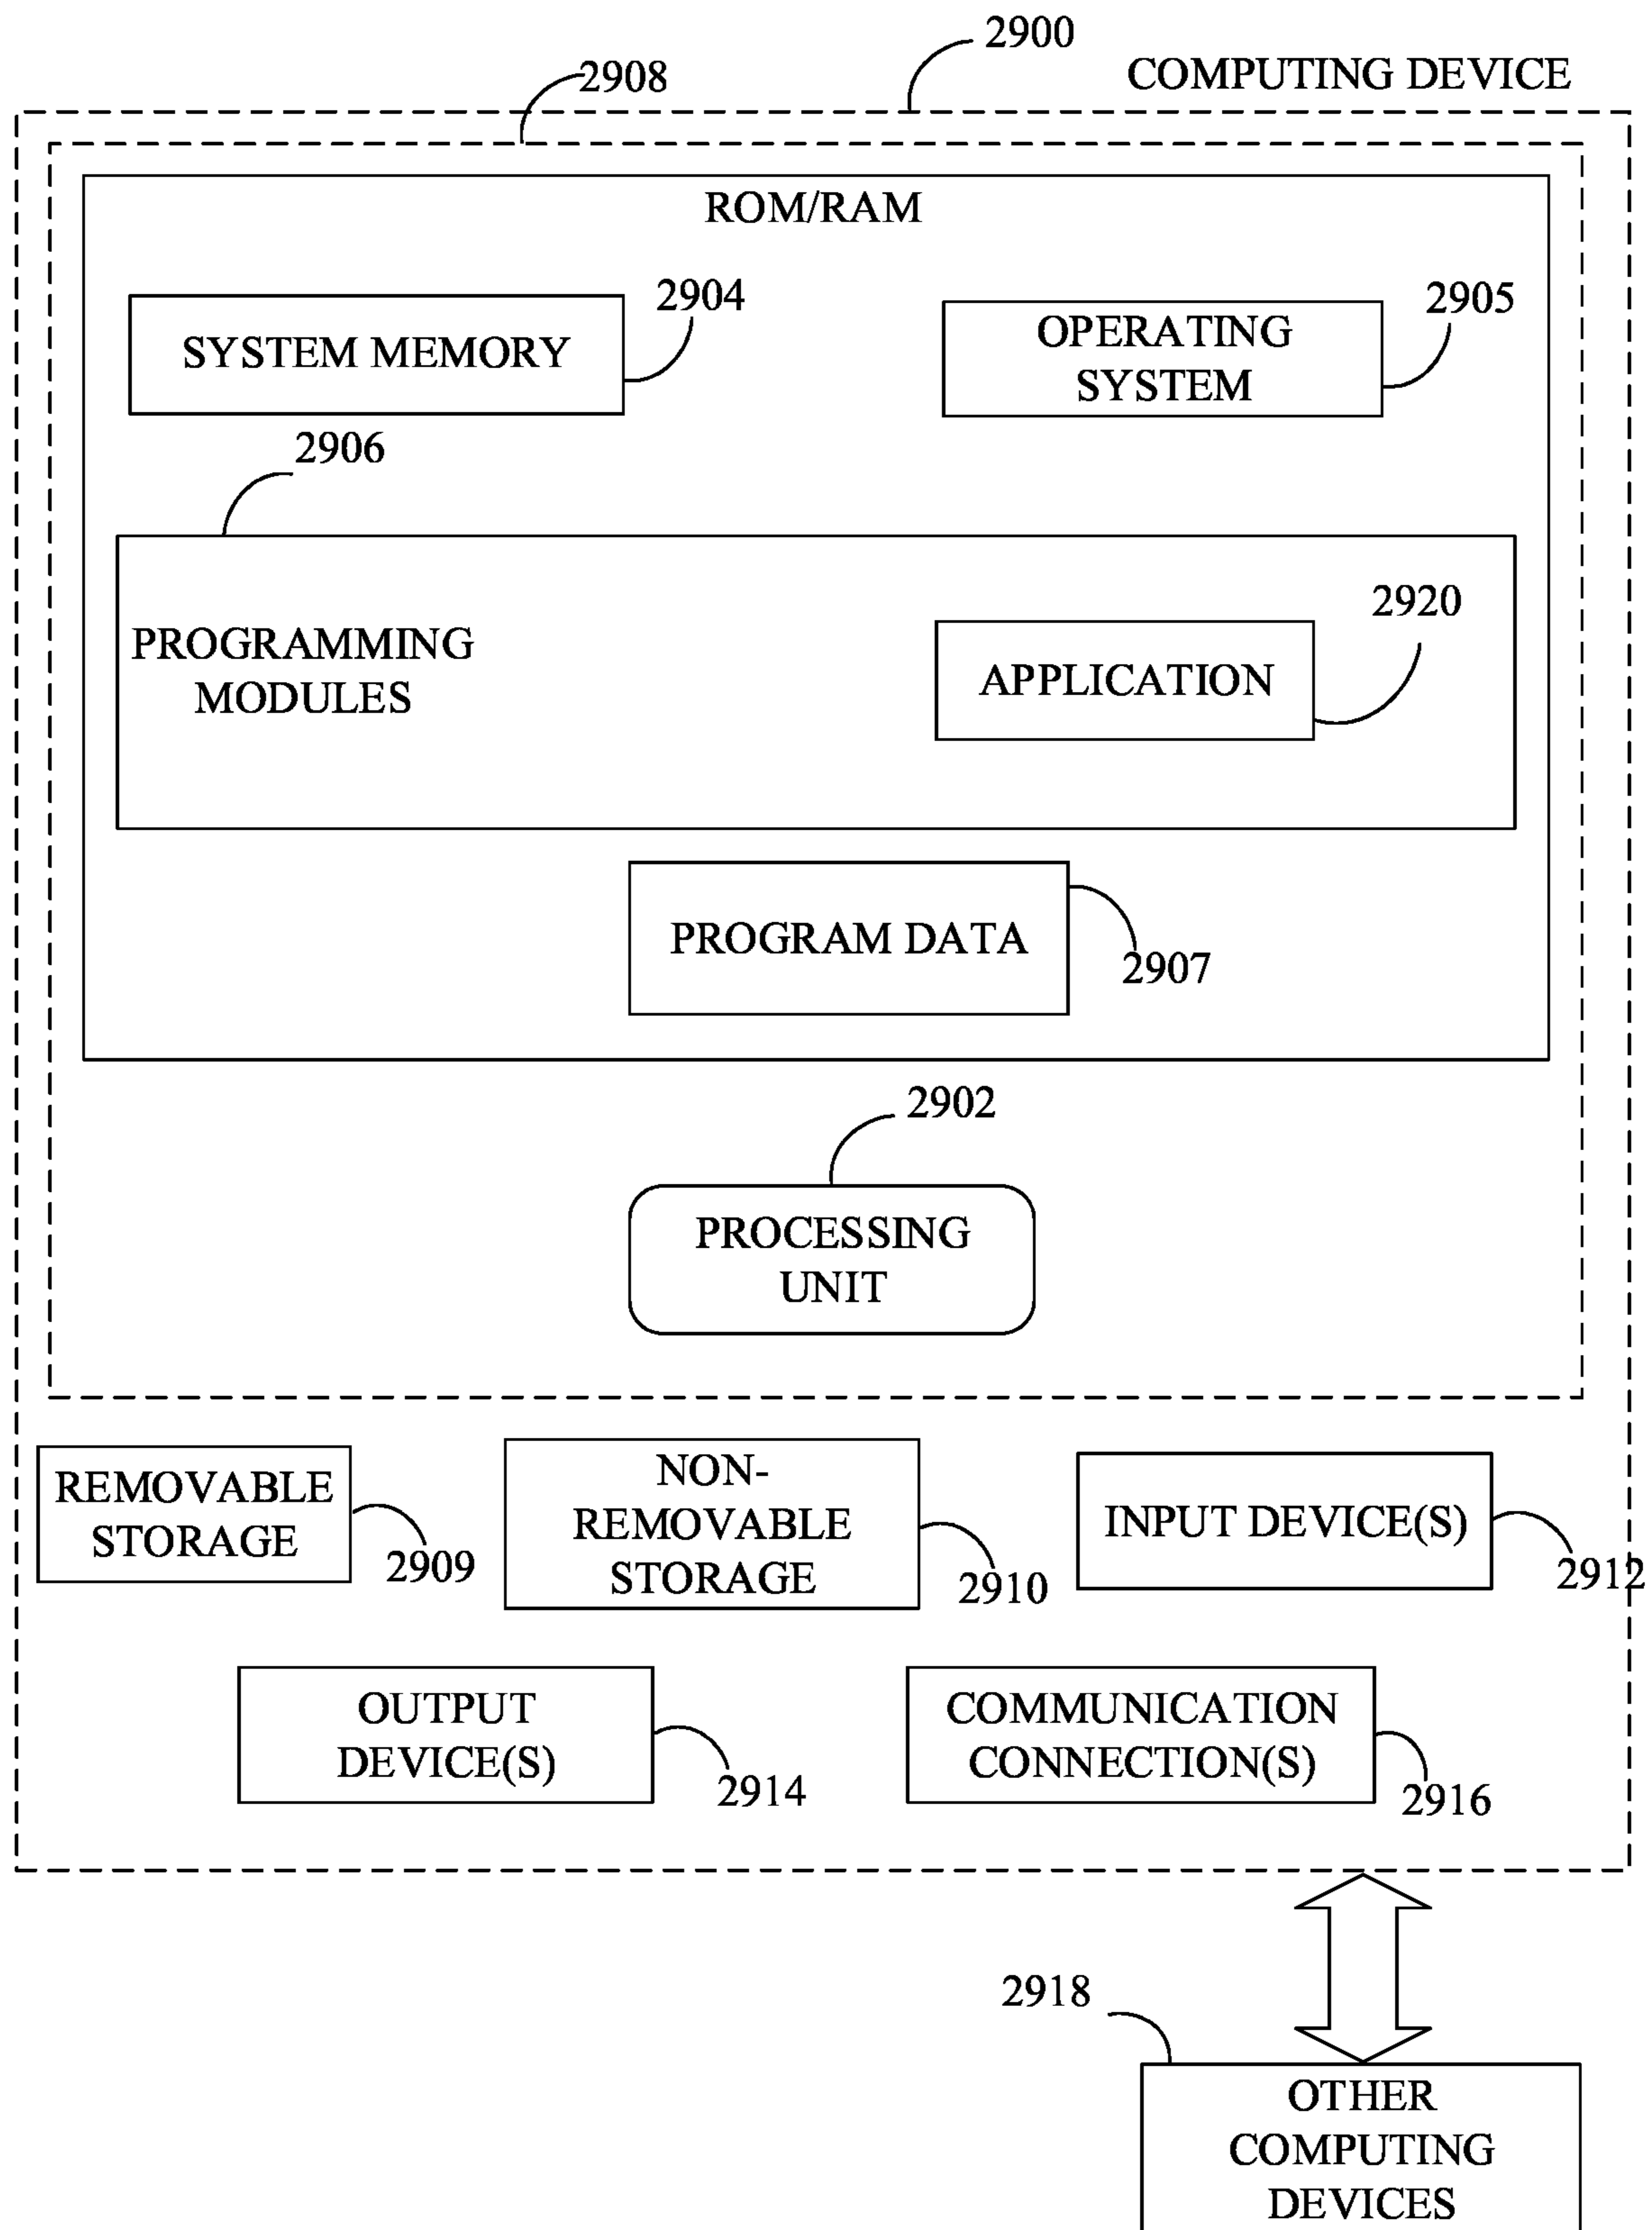 2900
COMPUTING DEVICE
2908
ROM/RAM
2904
SYSTEM MEMORY
2905
OPERATING
SYSTEM
2906
PROGRAMMING
MODULES
2920
APPLICATION
PROGRAM DATA
2907
2902
PROCESSING
UNIT
REMOVABLE
STORAGE
2909
NON-
REMOVABLE
STORAGE
2910
INPUT DEVICE(S)
2912
OUTPUT
DEVICE(S)
2914
COMMUNICATION
CONNECTION(S)
2916
2918
OTHER
COMPUTING
DEVICES